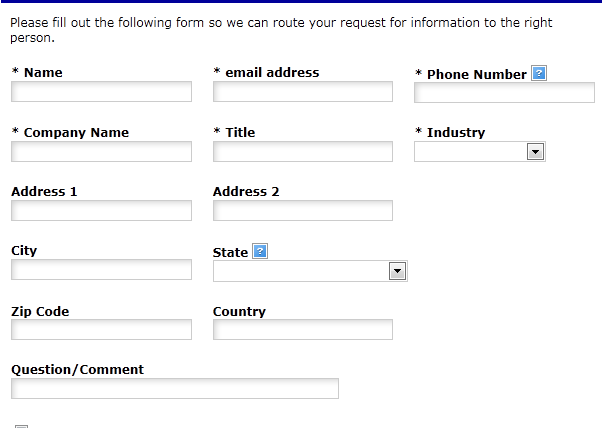 Please fill out the following form so we can route your request for information to the right
person.
* Name * email address * Phone Number ?
* Company Name * Title * Industry
Address 1 Address 2
City State ?
Zip Code Country
Question/Comment